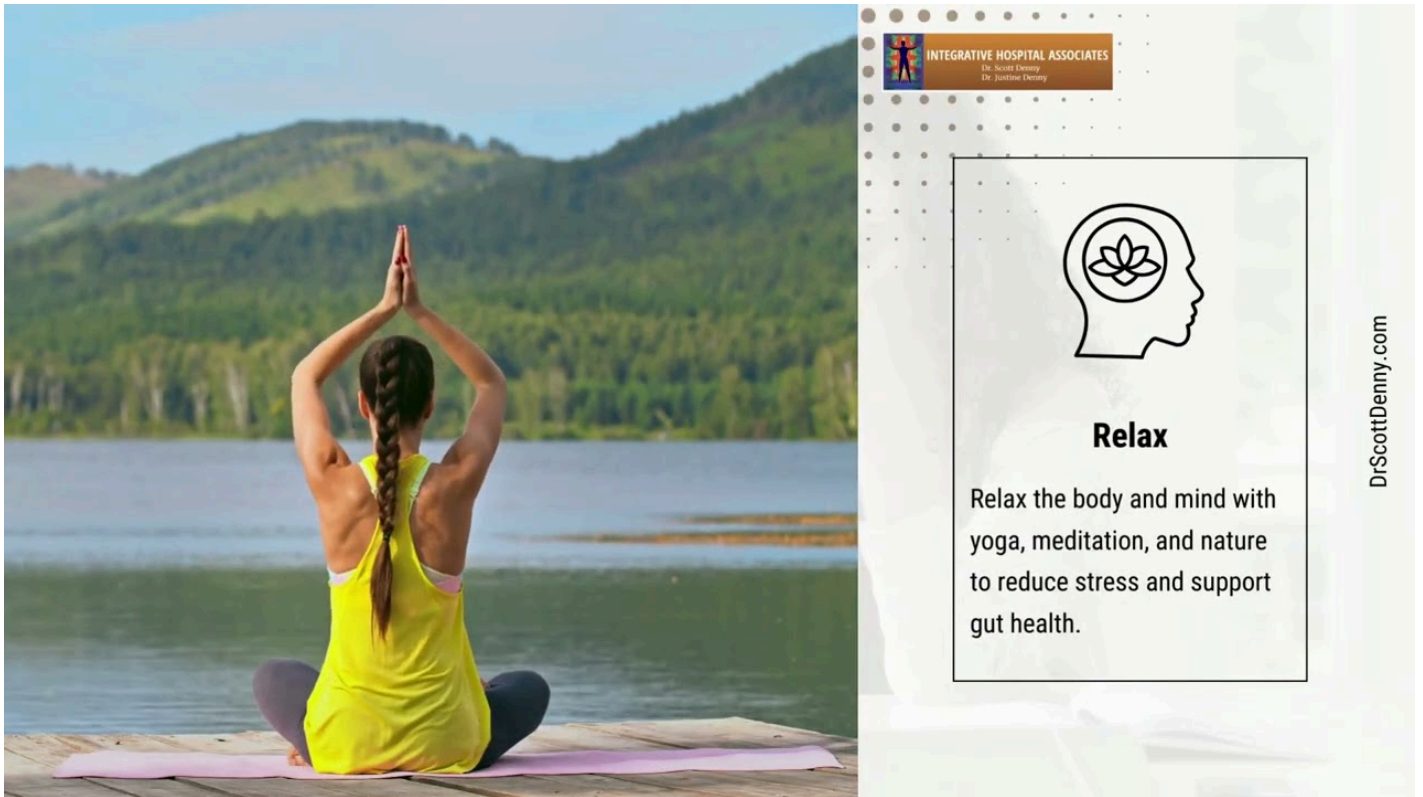 INTEGRATIVE HOSPITAL ASSOCIATES
Dr. Scott Denny
Dr. Justine Denny
Relax
Relax the body and mind with
yoga, meditation, and nature
to reduce stress and support
gut health.
DrScottDenny.com